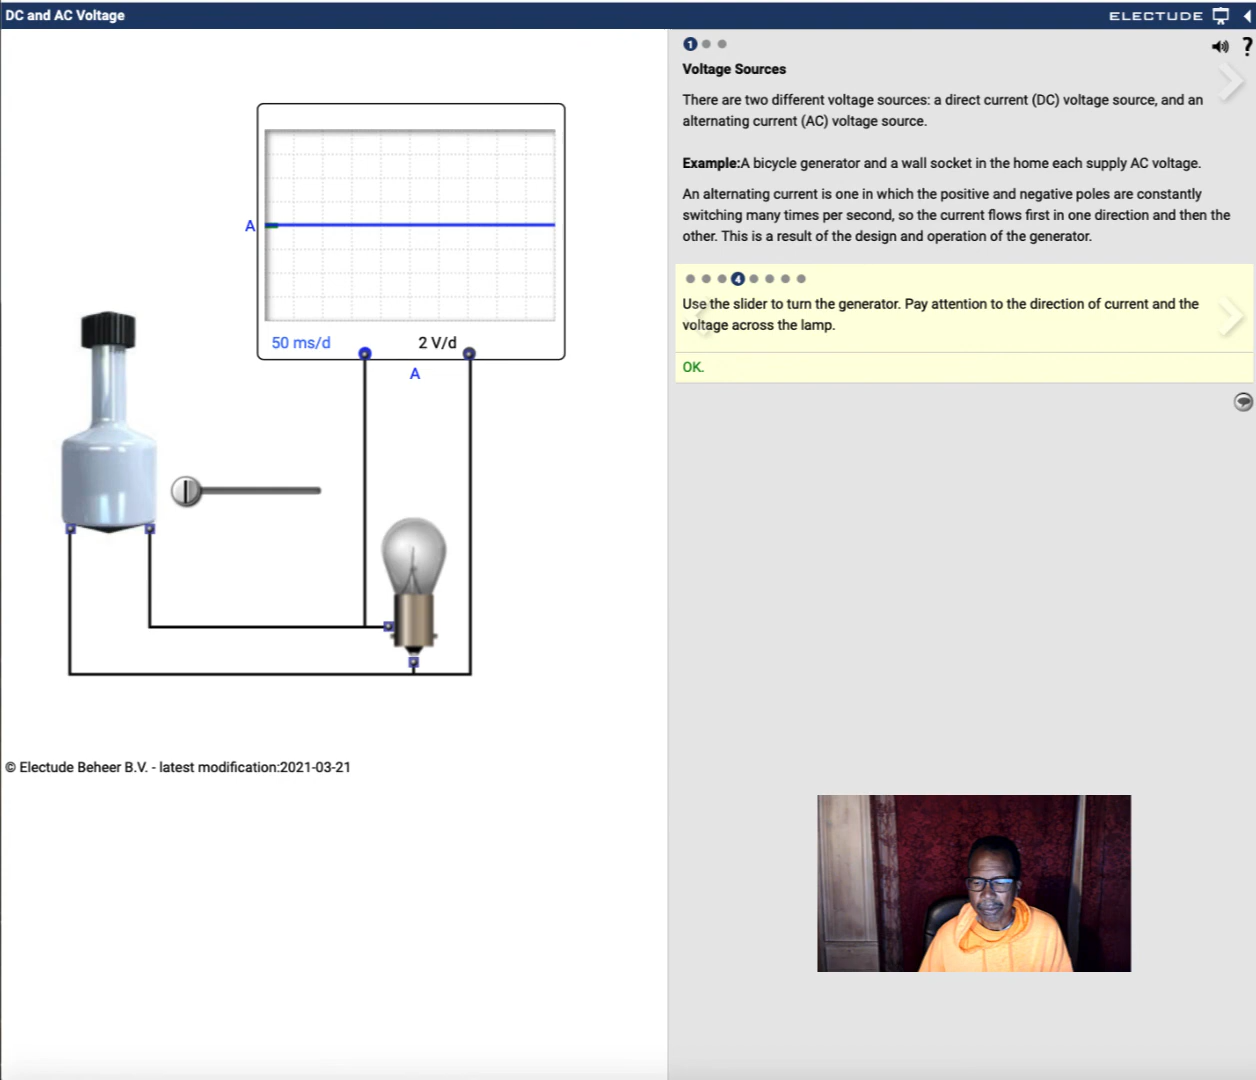 DC and AC Voltage
ELECTUDE
1
?
Voltage Sources
There are two different voltage sources: a direct current (DC) voltage source, and an
alternating current (AC) voltage source.
Example:A bicycle generator and a wall socket in the home each supply AC voltage.
An alternating current is one in which the positive and negative poles are constantly
switching many times per second, so the current flows first in one direction and then the
other. This is a result of the design and operation of the generator.
4
Use the slider to turn the generator. Pay attention to the direction of current and the
voltage across the lamp.
OK.
A
50 ms/d
2 V/d
A
© Electude Beheer B.V. - latest modification:2021-03-21